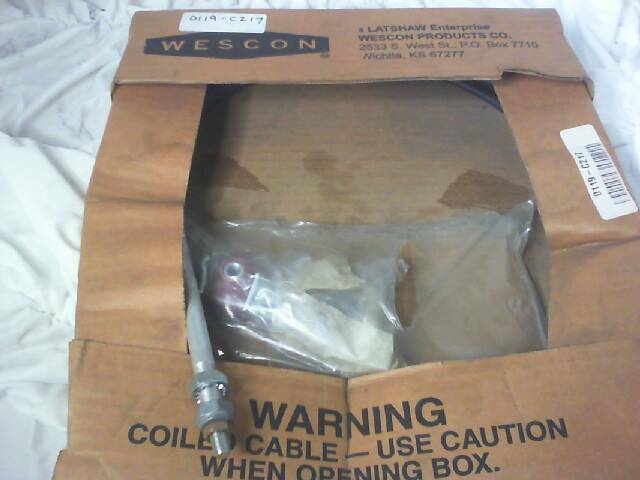 0119-C217
WESCON
a LATSHAW Enterprise
WESCON PRODUCTS CO.
2533 S. West St., P.O. Box 7710
Wichita, KS 67277
0119-C217
WARNING
COILED CABLE — USE CAUTION
WHEN OPENING BOX.